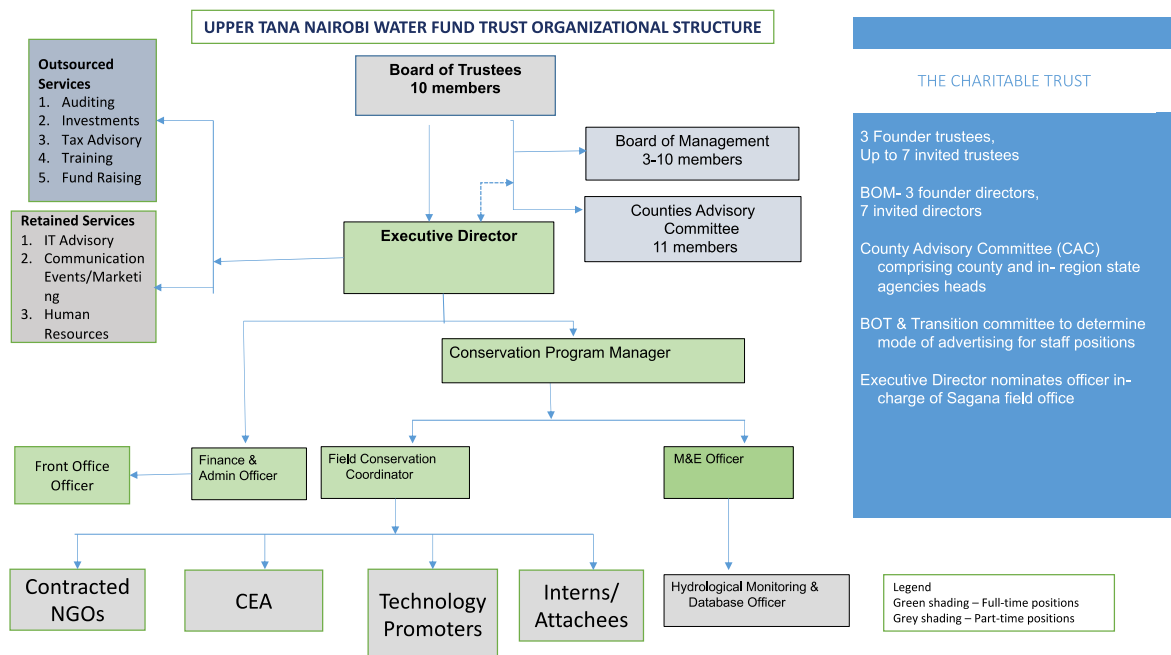 UPPER TANA NAIROBI WATER FUND TRUST ORGANIZATIONAL STRUCTURE
Outsourced
Services
1. Auditing
2. Investments
3. Tax Advisory
4. Training
5. Fund Raising
Retained Services
1. IT Advisory
2. Communication
Events/Marketi
ng
3. Human
Resources
Board of Trustees
10 members
Board of Management
3-10 members
Counties Advisory
Committee
11 members
Executive Director
Conservation Program Manager
Front Office
Officer
Finance &
Admin Officer
Field Conservation
Coordinator
M&E Officer
Contracted
NGOs
CEA
Technology
Promoters
Interns/
Attachees
Hydrological Monitoring &
Database Officer
THE CHARITABLE TRUST
3 Founder trustees,
Up to 7 invited trustees
BOM- 3 founder directors,
7 invited directors
County Advisory Committee (CAC)
comprising county and in- region state
agencies heads
BOT & Transition committee to determine
mode of advertising for staff positions
Executive Director nominates officer in-
charge of Sagana field office
Legend
Green shading – Full-time positions
Grey shading – Part-time positions